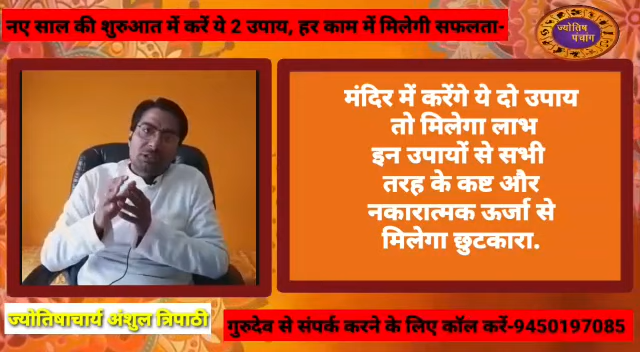 नए साल की शुरुआत में करें ये 2 उपाय, हर काम में मिलेगी सफलता-
ज्योतिष
पंचांग
मंदिर में करेंगे ये दो उपाय
तो मिलेगा लाभ
इन उपायों से सभी
तरह के कष्ट और
नकारात्मक ऊर्जा से
मिलेगा छुटकारा.
ज्योतिषाचार्य अंशुल त्रिपाठी
गुरुदेव से संपर्क करने के लिए कॉल करें-9450197085